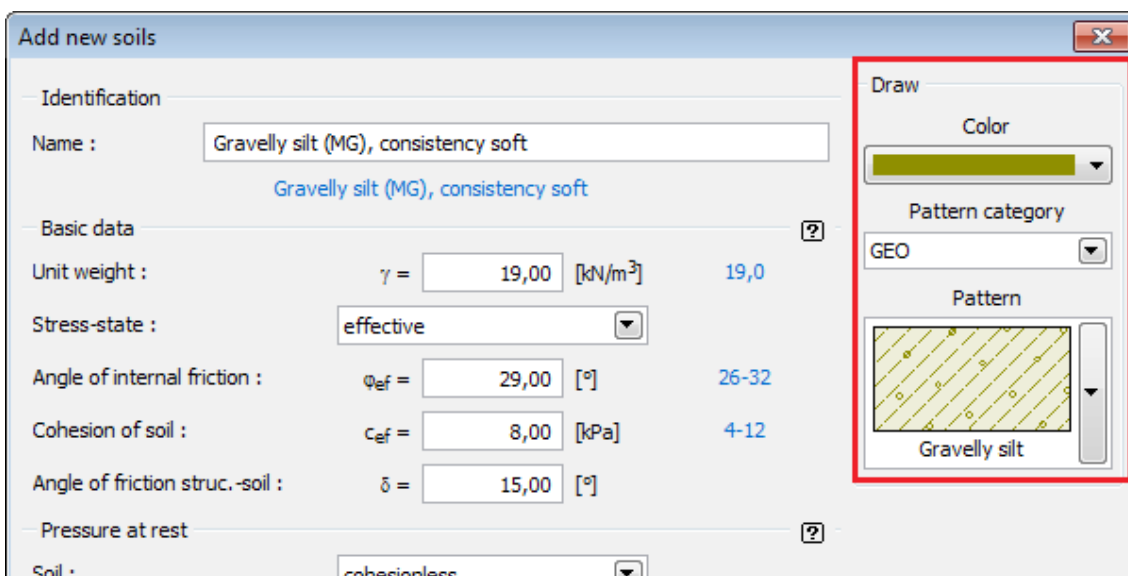 Add new soils
Identification
Name : Gravelly silt (MG), consistency soft
Gravelly silt (MG), consistency soft
Basic data ?
Unit weight : γ = 19,00 [kN/m³] 19,0
Stress-state : effective
Angle of internal friction : φef = 29,00 [°] 26-32
Cohesion of soil : cef = 8,00 [kPa] 4-12
Angle of friction struc.-soil : δ = 15,00 [°]
Pressure at rest ?
Soil : cohesionless
Draw
Color
Pattern category
GEO
Pattern
Gravelly silt